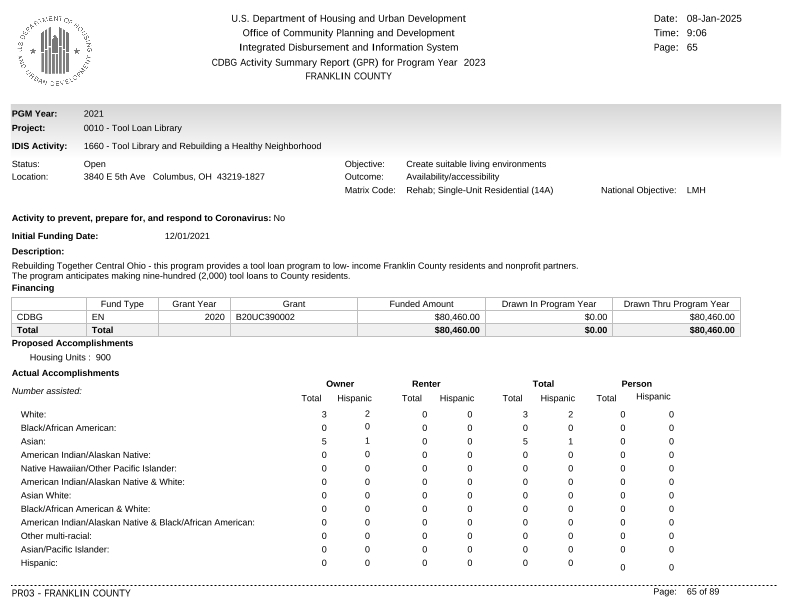 U.S. DEPARTMENT OF HOUSING AND URBAN DEVELOPMENT
U.S. Department of Housing and Urban Development
Office of Community Planning and Development
Integrated Disbursement and Information System
CDBG Activity Summary Report (GPR) for Program Year 2023
FRANKLIN COUNTY
Date: 08-Jan-2025
Time: 9:06
Page: 65
PGM Year: 2021
Project: 0010 - Tool Loan Library
IDIS Activity: 1660 - Tool Library and Rebuilding a Healthy Neighborhood
Status: Open Objective: Create suitable living environments
Location: 3840 E 5th Ave Columbus, OH 43219-1827 Outcome: Availability/accessibility
Matrix Code: Rehab; Single-Unit Residential (14A) National Objective: LMH
Activity to prevent, prepare for, and respond to Coronavirus: No
Initial Funding Date: 12/01/2021
Description:
Rebuilding Together Central Ohio - this program provides a tool loan program to low- income Franklin County residents and nonprofit partners.
The program anticipates making nine-hundred (2,000) tool loans to County residents.
Financing
Fund Type Grant Year Grant Funded Amount Drawn In Program Year Drawn Thru Program Year
CDBG EN 2020 B20UC390002 $80,460.00 $0.00 $80,460.00
Total Total $80,460.00 $0.00 $80,460.00
Proposed Accomplishments
Housing Units : 900
Actual Accomplishments
Number assisted:
Owner Renter Total Person
Total Hispanic Total Hispanic Total Hispanic Total Hispanic
White: 3 2 0 0 3 2 0 0
Black/African American: 0 0 0 0 0 0 0 0
Asian: 5 1 0 0 5 1 0 0
American Indian/Alaskan Native: 0 0 0 0 0 0 0 0
Native Hawaiian/Other Pacific Islander: 0 0 0 0 0 0 0 0
American Indian/Alaskan Native & White: 0 0 0 0 0 0 0 0
Asian White: 0 0 0 0 0 0 0 0
Black/African American & White: 0 0 0 0 0 0 0 0
American Indian/Alaskan Native & Black/African American: 0 0 0 0 0 0 0 0
Other multi-racial: 0 0 0 0 0 0 0 0
Asian/Pacific Islander: 0 0 0 0 0 0 0 0
Hispanic: 0 0 0 0 0 0 0 0
PR03 - FRANKLIN COUNTY Page: 65 of 89